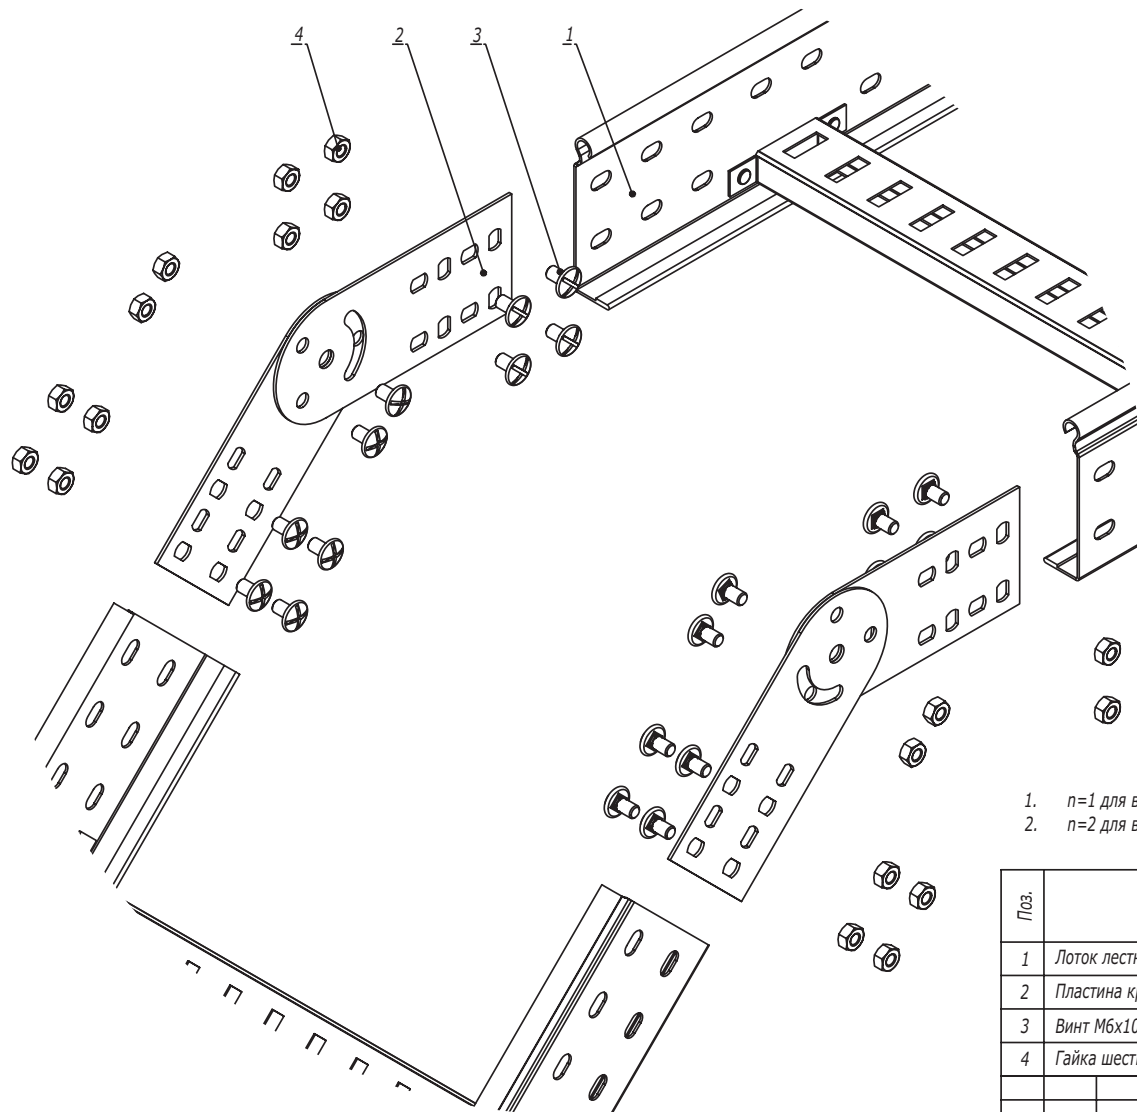 4 2 3 1
1. n=1 для в
2. n=2 для в
Поз.
1 Лоток лестн
2 Пластина кр
3 Винт М6х10
4 Гайка шест